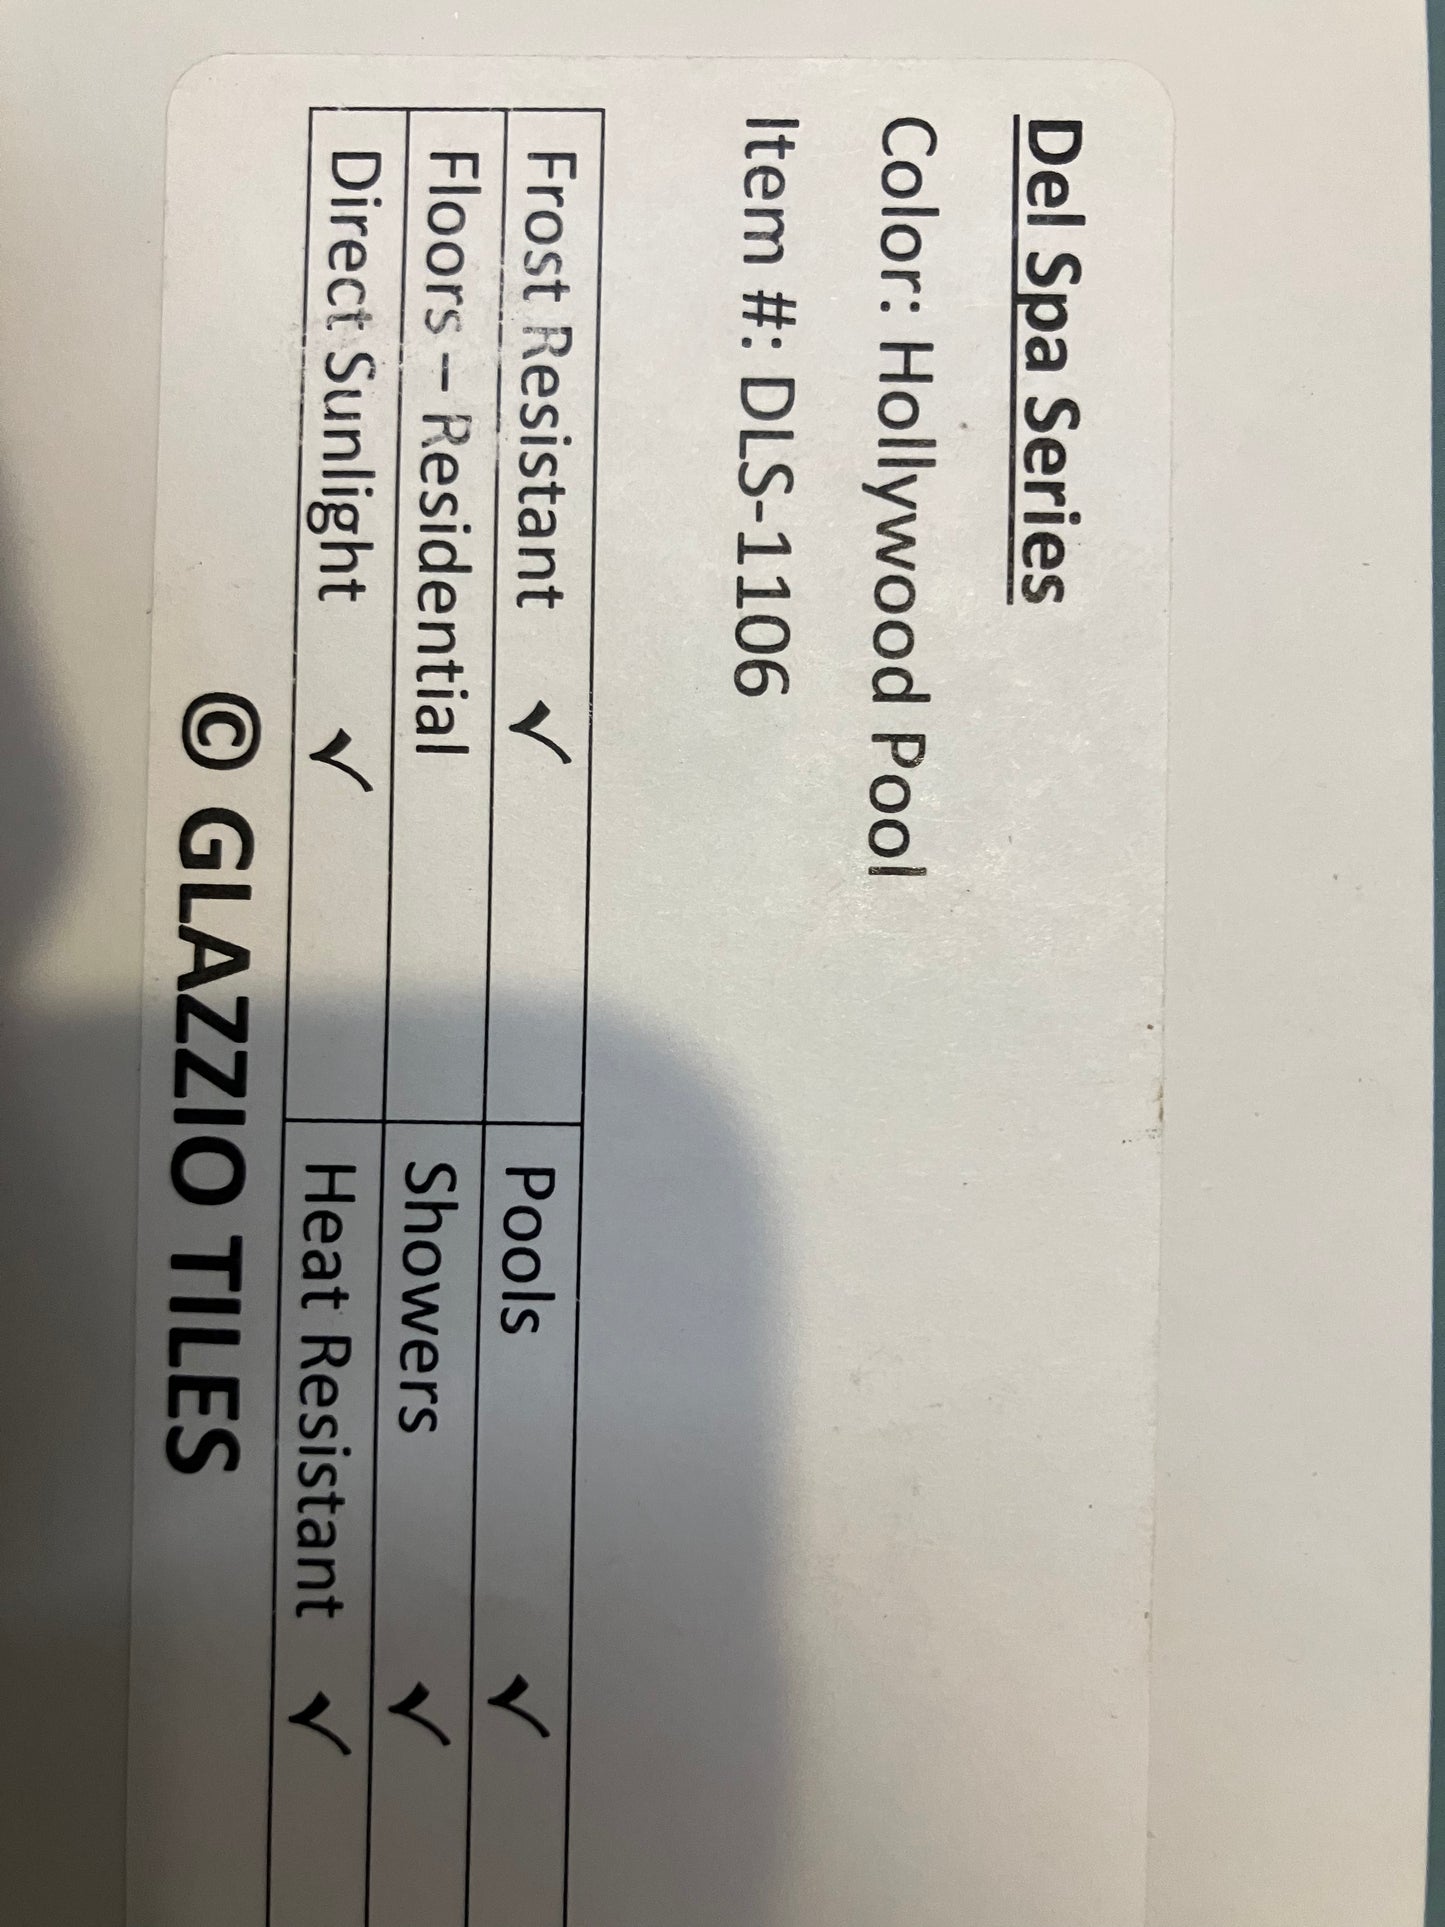 Del Spa Series
Color: Hollywood Pool
Item #: DLS-1106
Frost Resistant ✓ Pools ✓
Floors – Residential Showers ✓
Direct Sunlight ✓ Heat Resistant ✓
© GLAZZIO TILES